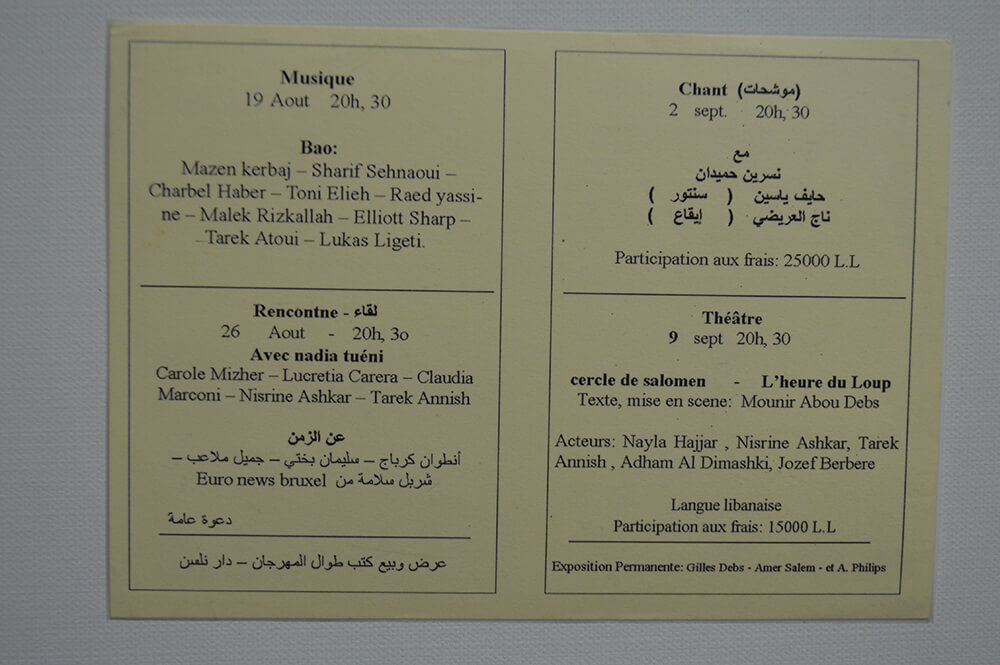 Musique
19 Aout 20h, 30
Bao:
Mazen kerbaj – Sharif Sehnaoui –
Charbel Haber – Toni Elieh – Raed yassi-
ne – Malek Rizkallah – Elliott Sharp –
Tarek Atoui – Lukas Ligeti.
Rencontne - لقاء
26 Aout - 20h, 3o
Avec nadia tuéni
Carole Mizher – Lucretia Carera – Claudia
Marconi – Nisrine Ashkar – Tarek Annish
عن الزمن
أنطوان كرباج – سليمان بختي – جميل ملاعب –
شربل سلامة من Euro news bruxel
دعوة عامة
عرض وبيع كتب طوال المهرجان – دار نلسن
Chant (موشحات)
2 sept. 20h, 30
مع
نسرين حميدان
حايف ياسين ( سنتور )
ناج العريضي ( إيقاع )
Participation aux frais: 25000 L.L
Théâtre
9 sept 20h, 30
cercle de salomen - L'heure du Loup
Texte, mise en scene: Mounir Abou Debs
Acteurs: Nayla Hajjar , Nisrine Ashkar, Tarek
Annish , Adham Al Dimashki, Jozef Berbere
Langue libanaise
Participation aux frais: 15000 L.L
Exposition Permanente: Gilles Debs - Amer Salem - et A. Philips